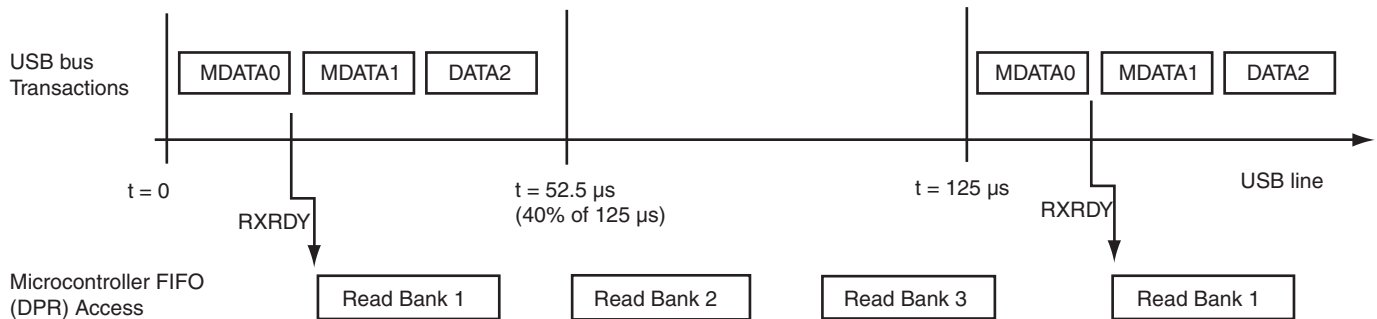 USB bus
Transactions
MDATA0
MDATA1
DATA2
MDATA0
MDATA1
DATA2
t = 0
t = 52.5 µs
(40% of 125 µs)
t = 125 µs
USB line
RXRDY
RXRDY
Microcontroller FIFO
(DPR) Access
Read Bank 1
Read Bank 2
Read Bank 3
Read Bank 1